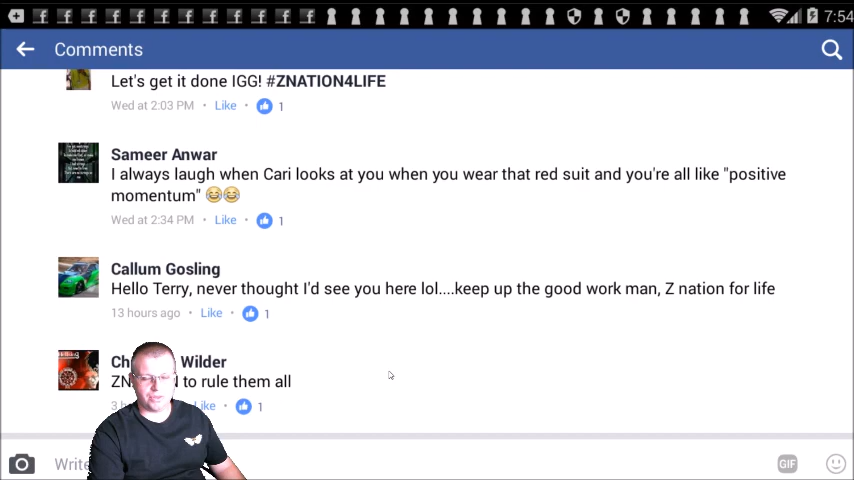 7:54
Comments
Let's get it done IGG! #ZNATION4LIFE
Wed at 2:03 PM • Like • 1
Sameer Anwar
I always laugh when Cari looks at you when you wear that red suit and you're all like "positive
momentum" 😂😂
Wed at 2:34 PM • Like • 1
Callum Gosling
Hello Terry, never thought I'd see you here lol....keep up the good work man, Z nation for life
13 hours ago • Like • 1
Wilder
to rule them all
Like • 1
GIF